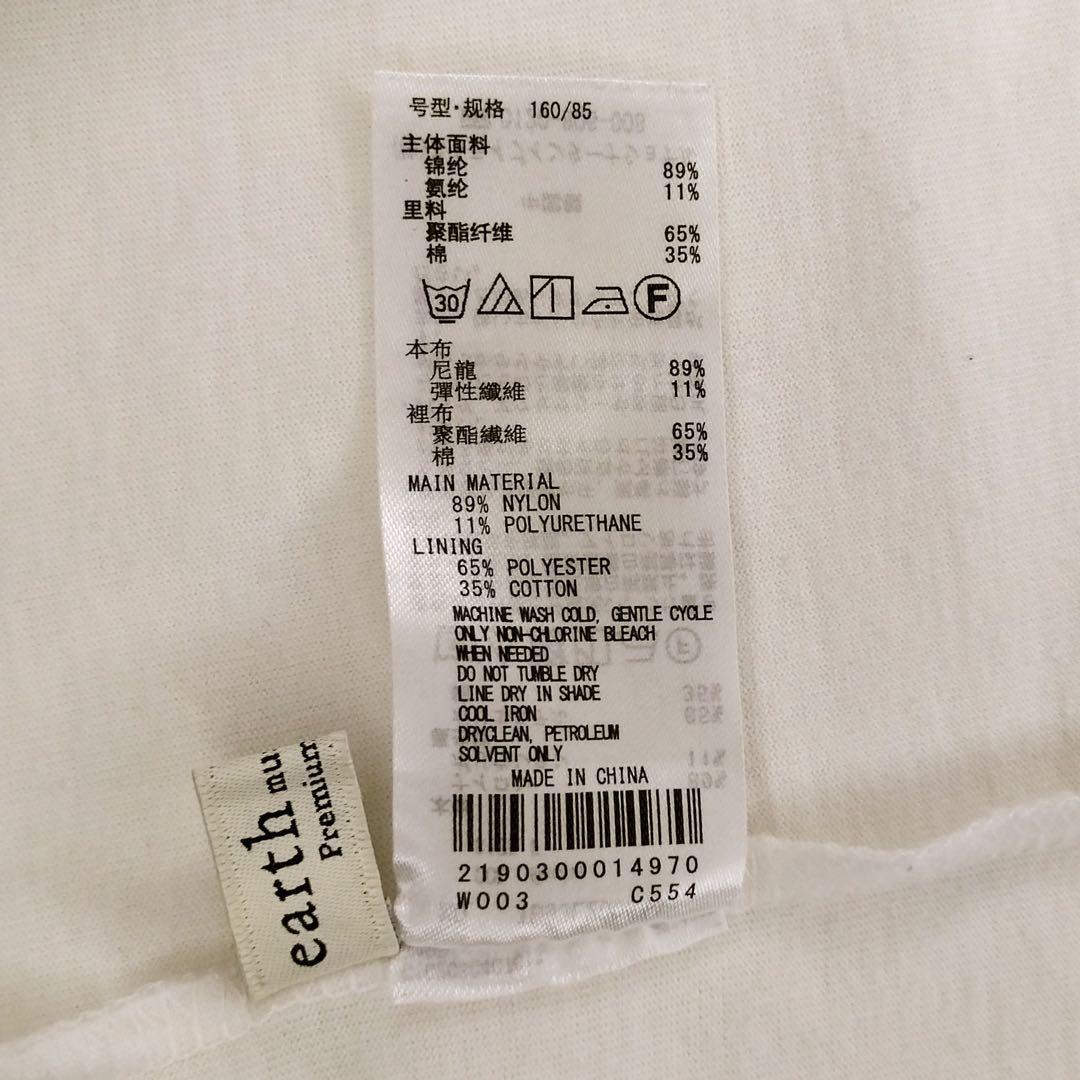 号型·规格 160/85
主体面料
锦纶 89%
氨纶 11%
里料
聚酯纤维 65%
棉 35%
30
F
本布
尼龍 89%
彈性纖維 11%
裡布
聚酯纖維 65%
棉 35%
MAIN MATERIAL
89% NYLON
11% POLYURETHANE
LINING
65% POLYESTER
35% COTTON
MACHINE WASH COLD, GENTLE CYCLE
ONLY NON-CHLORINE BLEACH
WHEN NEEDED
DO NOT TUMBLE DRY
LINE DRY IN SHADE
COOL IRON
DRYCLEAN, PETROLEUM
SOLVENT ONLY
MADE IN CHINA
2190300014970
W003 C554
earth mu
Premium